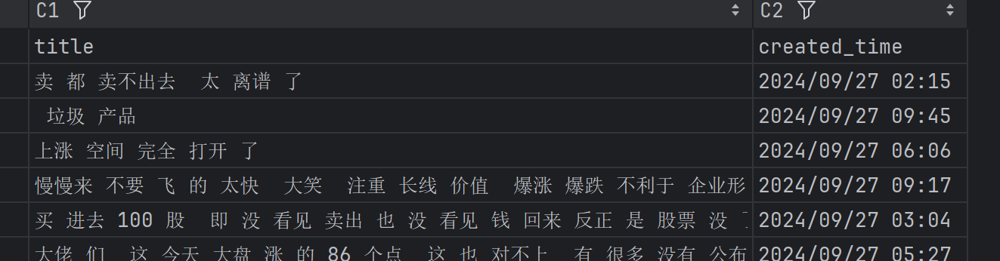 C1 C2
title created_time
卖 都 卖不出去  太 离谱 了 2024/09/27 02:15
垃圾 产品 2024/09/27 09:45
上涨 空间 完全 打开 了 2024/09/27 06:06
慢慢来 不要 飞 的 太快  大笑  注重 长线 价值  爆涨 爆跌 不利于 企业形 2024/09/27 09:17
买 进去 100 股  即 没 看见 卖出 也 没 看见 钱 回来 反正 是 股票 没 2024/09/27 03:04
大佬 们  这 今天 大盘 涨 的 86 个点  这 也 对不上  有 很多 没有 公布 2024/09/27 05:27